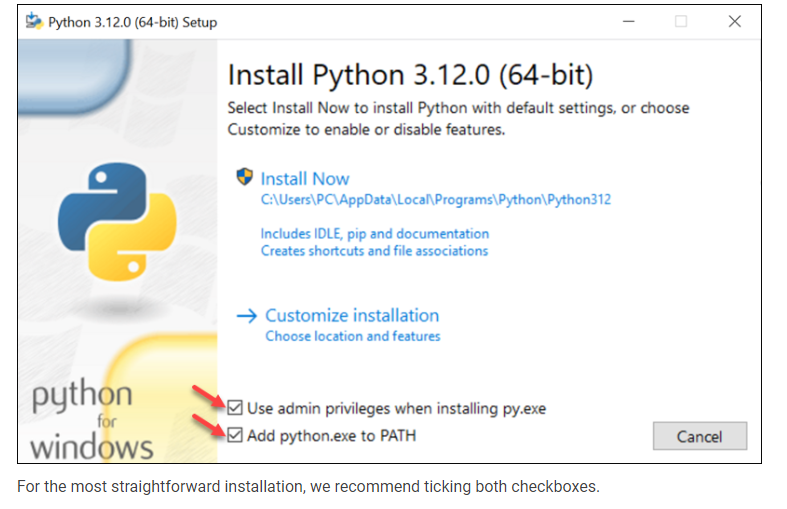 Python 3.12.0 (64-bit) Setup
Install Python 3.12.0 (64-bit)
Select Install Now to install Python with default settings, or choose
Customize to enable or disable features.
Install Now
C:\Users\PC\AppData\Local\Programs\Python\Python312
Includes IDLE, pip and documentation
Creates shortcuts and file associations
Customize installation
Choose location and features
python
for
windows
Use admin privileges when installing py.exe
Add python.exe to PATH
Cancel
For the most straightforward installation, we recommend ticking both checkboxes.